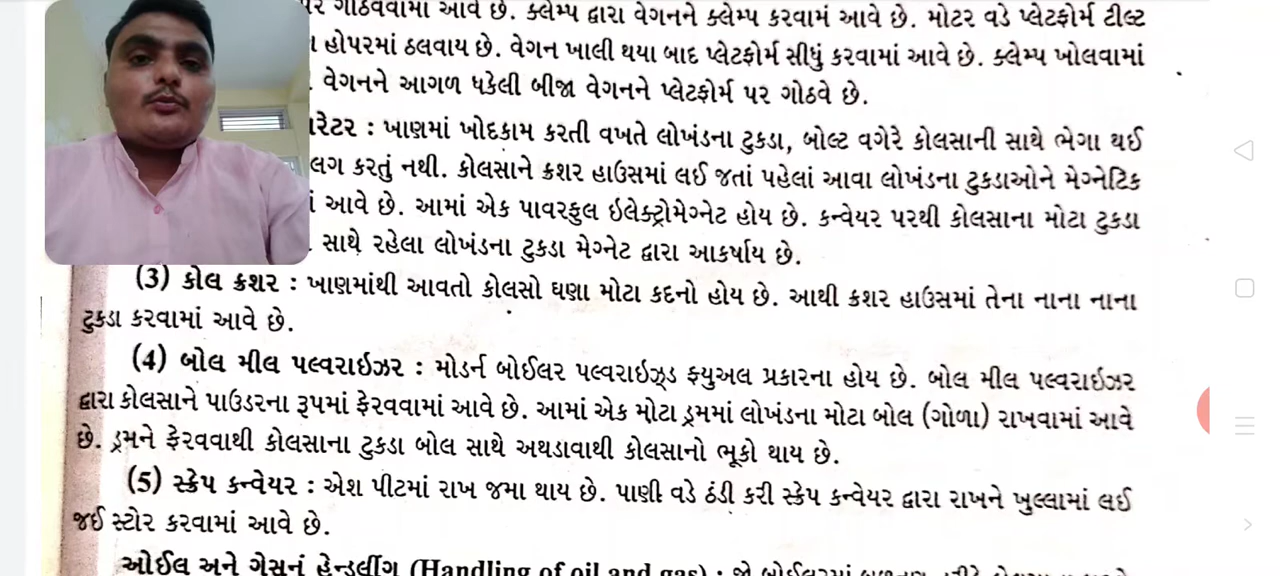 ગોઠવવામાં આવે છે. ક્લેમ્પ દ્વારા વેગનને ક્લેમ્પ કરવામં આવે છે. મોટર વડે પ્લેટફોર્મ ટીલ્ટ
હોપરમાં ઠલવાય છે. વેગન ખાલી થયા બાદ પ્લેટફોર્મ સીધું કરવામાં આવે છે. ક્લેમ્પ ખોલવામાં
વેગનને આગળ ધકેલી બીજા વેગનને પ્લેટફોર્મ પર ગોઠવે છે.
રેટર : ખાણમાં ખોદકામ કરતી વખતે લોખંડના ટુકડા, બોલ્ટ વગેરે કોલસાની સાથે ભેગા થઈ
લગ કરતું નથી. કોલસાને ક્રશર હાઉસમાં લઈ જતાં પહેલાં આવા લોખંડના ટુકડાઓને મેગ્નેટિક
આવે છે. આમાં એક પાવરફુલ ઇલેક્ટ્રોમેગ્નેટ હોય છે. કન્વેયર પરથી કોલસાના મોટા ટુકડા
સાથે રહેલા લોખંડના ટુકડા મેગ્નેટ દ્વારા આકર્ષાય છે.
(3) કોલ ક્રશર : ખાણમાંથી આવતો કોલસો ઘણા મોટા કદનો હોય છે. આથી ક્રશર હાઉસમાં તેના નાના નાના
ટુકડા કરવામાં આવે છે.
(4) બોલ મીલ પલ્વરાઇઝર : મોડર્ન બોઈલર પલ્વરાઇઝ્ડ ફ્યુઅલ પ્રકારના હોય છે. બોલ મીલ પલ્વરાઇઝર
દ્વારા કોલસાને પાઉડરના રૂપમાં ફેરવવામાં આવે છે. આમાં એક મોટા ડ્રમમાં લોખંડના મોટા બોલ (ગોળા) રાખવામાં આવે
છે. ડ્રમને ફેરવવાથી કોલસાના ટુકડા બોલ સાથે અથડાવાથી કોલસાનો ભૂકો થાય છે.
(5) સ્ક્રેપ કન્વેયર : એશ પીટમાં રાખ જમા થાય છે. પાણી વડે ઠંડી કરી સ્ક્રેપ કન્વેયર દ્વારા રાખને ખુલ્લામાં લઈ
જઈ સ્ટોર કરવામાં આવે છે.
ઓઈલ અને ગેસનું હેન્ડલીંગ (Handling of oil and gas) : જો બોઈલરમાં